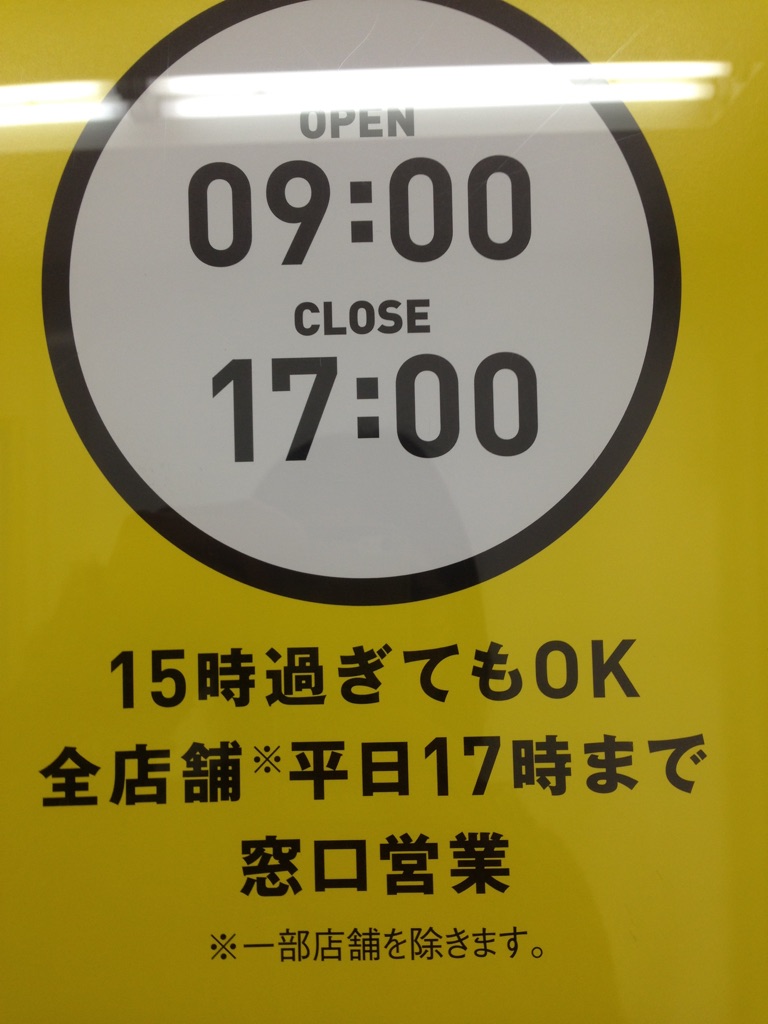 OPEN
09:00
CLOSE
17:00
15時過ぎてもOK
全店舗※平日17時まで
窓口営業
※一部店舗を除きます。